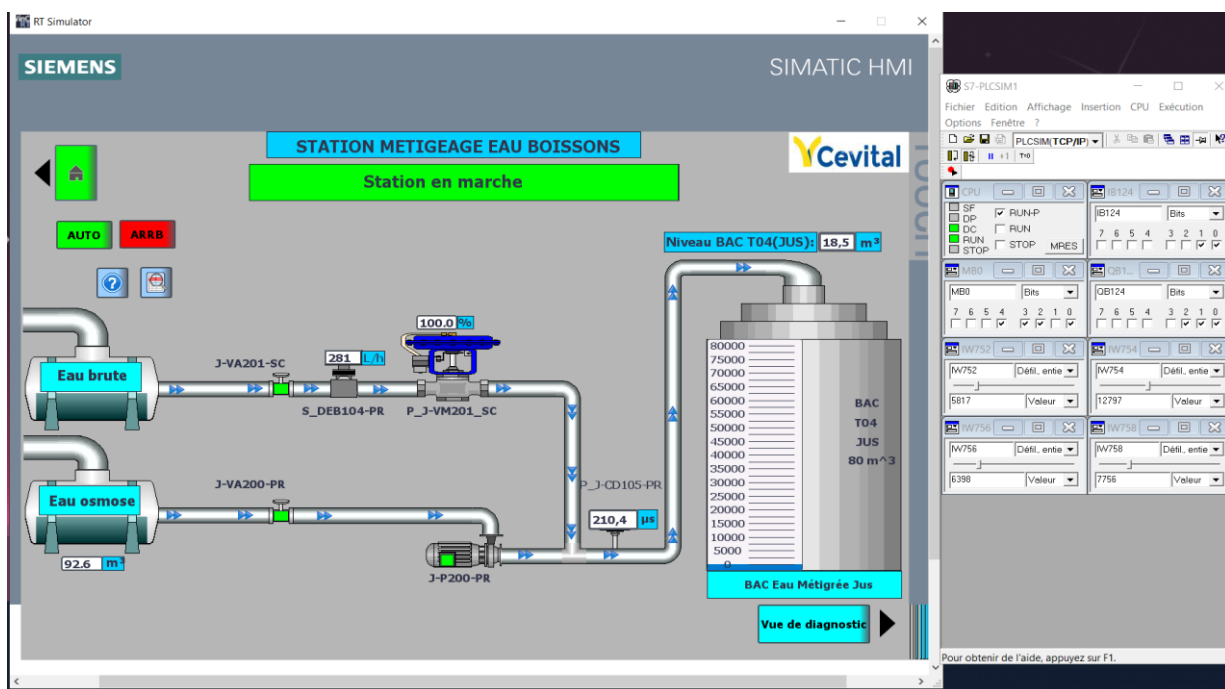 RT Simulator
SIEMENS
SIMATIC HMI
STATION METIGEAGE EAU BOISSONS
Cevital
Station en marche
AUTO
ARRB
Niveau BAC T04(JUS): 18,5 m³
100.0 %
J-VA201-SC
281 L/h
Eau brute
S_DEB104-PR
P_J-VM201_SC
80000
75000
70000
65000
60000
55000
50000
45000
40000
35000
30000
25000
20000
15000
10000
5000
0
BAC
T04
JUS
80 m^3
J-VA200-PR
P_J-CD105-PR
Eau osmose
210,4 µs
92.6 m³
J-P200-PR
BAC Eau Métigrée Jus
Vue de diagnostic
S7-PLCSIM1
Fichier Edition Affichage Insertion CPU Exécution
Options Fenêtre ?
PLCSIM(TCP/IP)
+1 T=0
CPU
SF
DP
DC
RUN
STOP
RUN-P
RUN
STOP
MRES
IB124
IB124 Bits
7 6 5 4 3 2 1 0
MB0
MB0 Bits
7 6 5 4 3 2 1 0
QB1...
QB124 Bits
7 6 5 4 3 2 1 0
IW752
IW752 Défil., entie
5817 Valeur
IW754
IW754 Défil., entie
12797 Valeur
IW756
IW756 Défil., entie
6398 Valeur
IW758
IW758 Défil., entie
7756 Valeur
Pour obtenir de l'aide, appuyez sur F1.